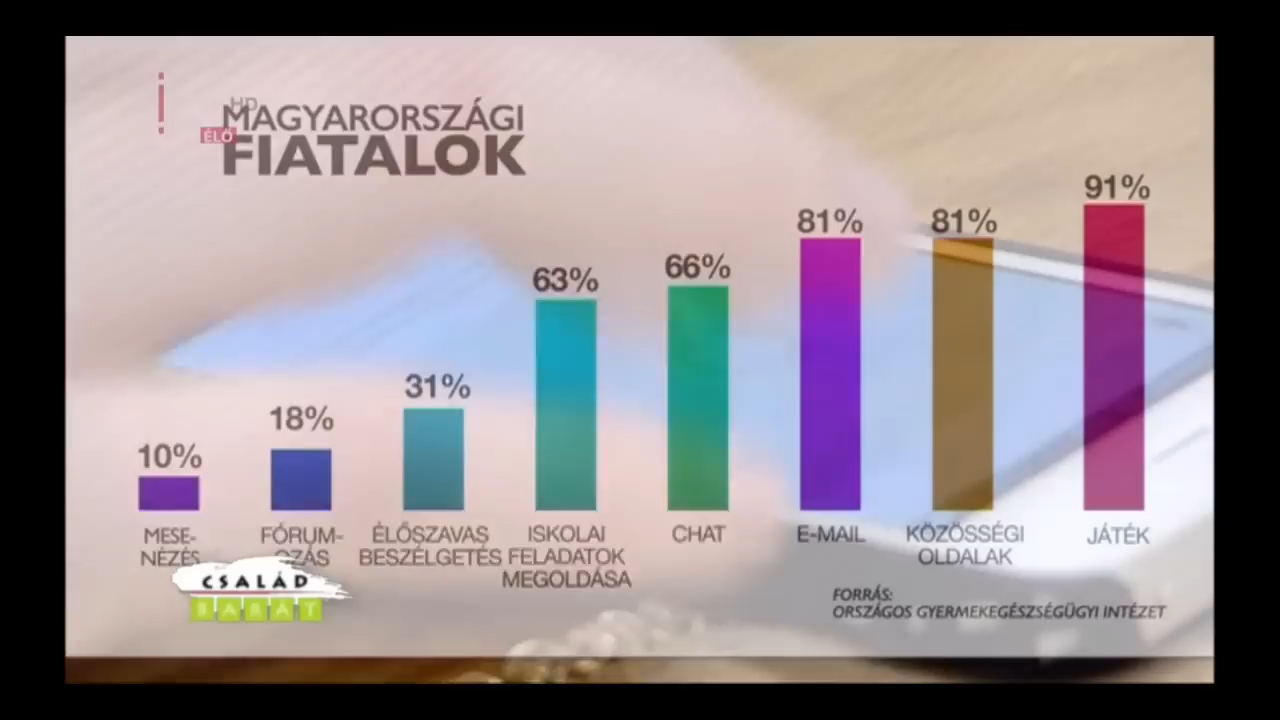 HD
MAGYARORSZÁGI
ÉLŐ
FIATALOK
10%
18%
31%
63%
66%
81%
81%
91%
MESE-
NÉZÉS
FÓRUM-
OZÁS
ÉLŐSZAVAS
BESZÉLGETÉS
ISKOLAI
FELADATOK
MEGOLDÁSA
CHAT
E-MAIL
KÖZÖSSÉGI
OLDALAK
JÁTÉK
CSALÁD
BARÁT
FORRÁS:
ORSZÁGOS GYERMEKEGÉSZSÉGÜGYI INTÉZET